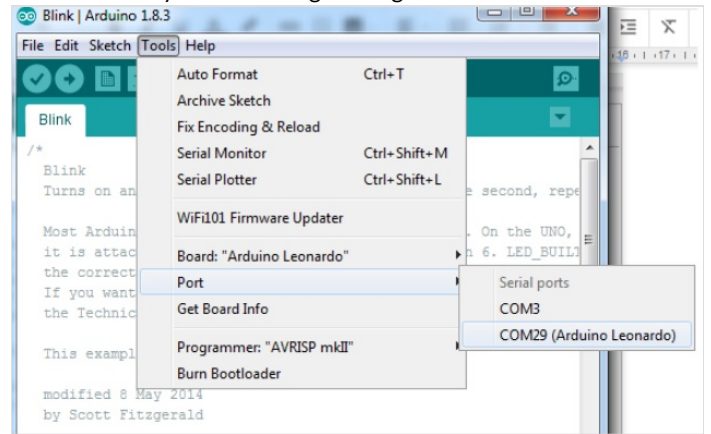 Blink | Arduino 1.8.3
File Edit Sketch Tools Help
Auto Format Ctrl+T
Archive Sketch
Fix Encoding & Reload
Serial Monitor Ctrl+Shift+M
Serial Plotter Ctrl+Shift+L
WiFi101 Firmware Updater
Board: "Arduino Leonardo"
Port
Get Board Info
Programmer: "AVRISP mkII"
Burn Bootloader
Serial ports
COM3
COM29 (Arduino Leonardo)
Blink
/*
Blink
Turns on an e second, repe
Most Arduin . On the UNO,
it is attac n 6. LED_BUILT
the correct
If you want
the Technic
This exampl
modified 8 May 2014
by Scott Fitzgerald
17